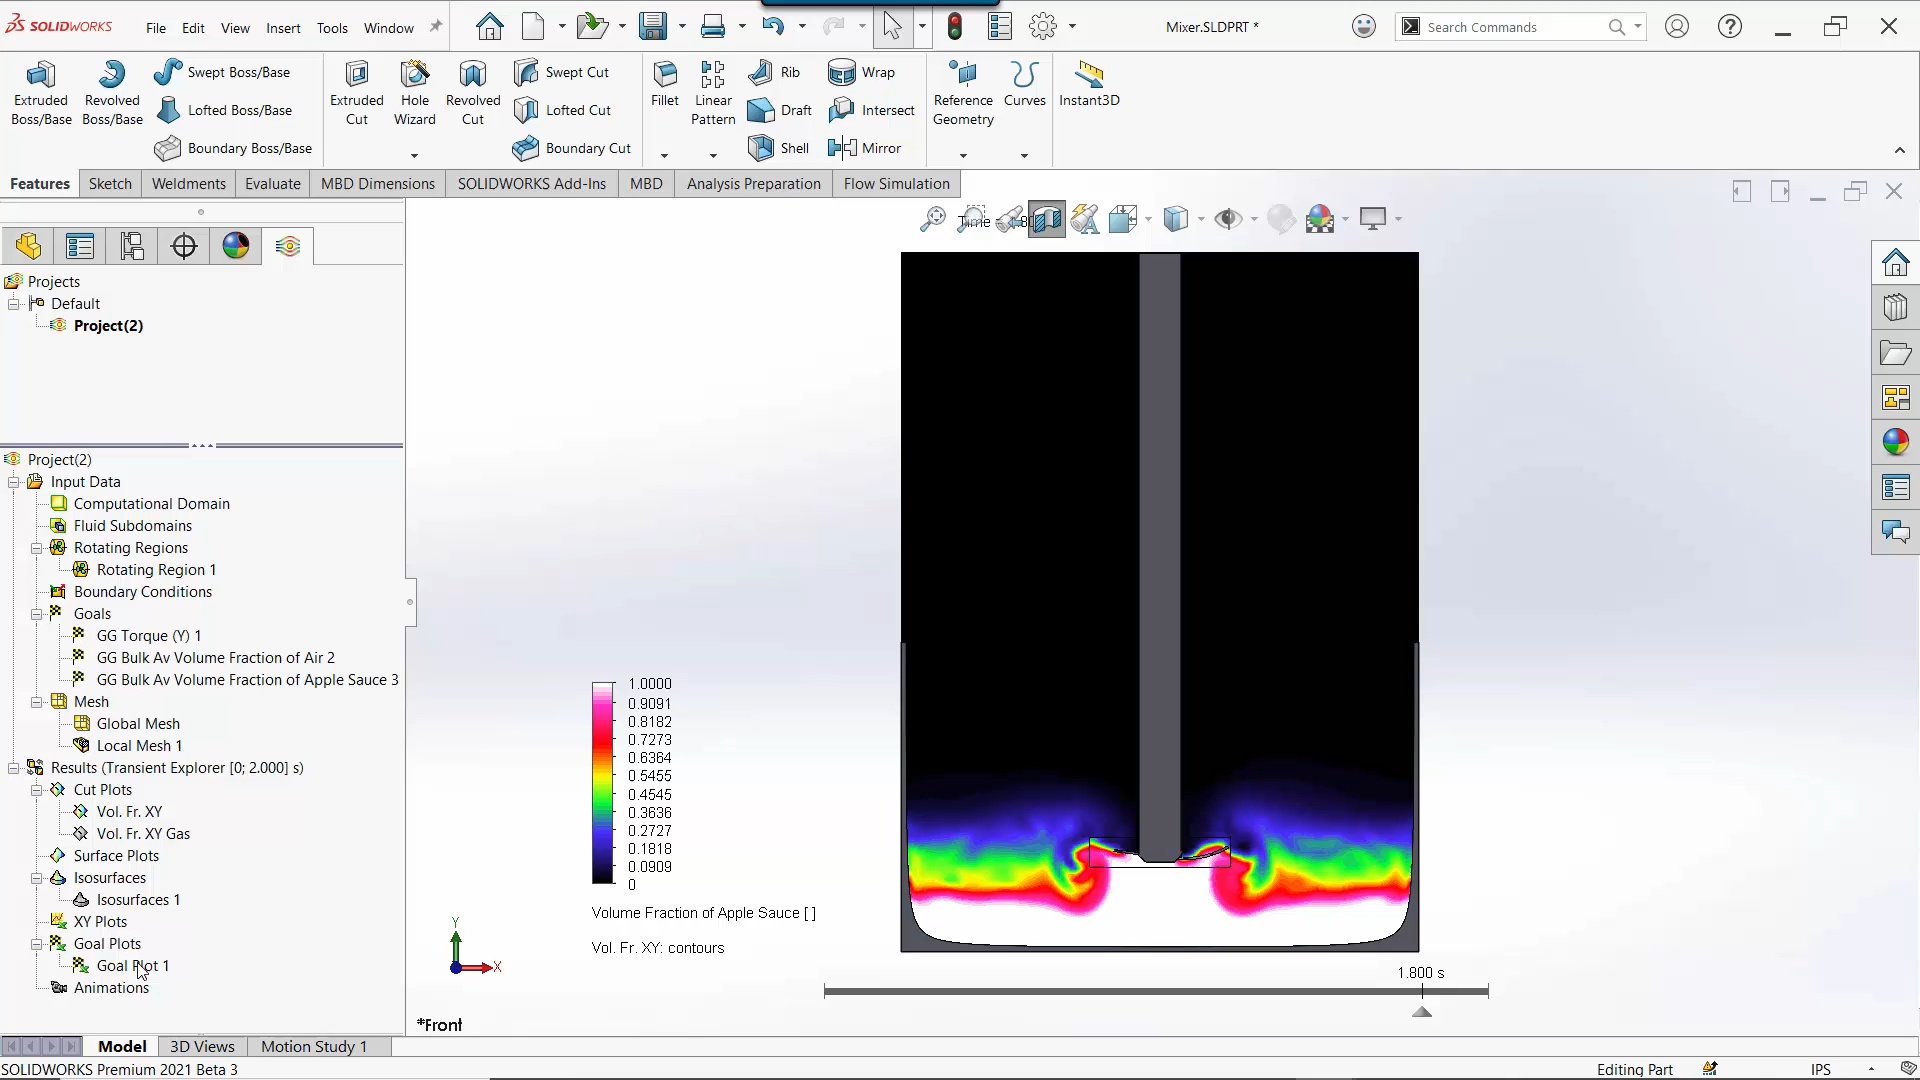 SOLIDWORKS
File Edit View Insert Tools Window
Mixer.SLDPRT *
Search Commands
Extruded Boss/Base
Revolved Boss/Base
Swept Boss/Base
Lofted Boss/Base
Boundary Boss/Base
Extruded Cut
Hole Wizard
Revolved Cut
Swept Cut
Lofted Cut
Boundary Cut
Fillet
Linear Pattern
Rib
Draft
Shell
Wrap
Intersect
Mirror
Reference Geometry
Curves
Instant3D
Features Sketch Weldments Evaluate MBD Dimensions SOLIDWORKS Add-Ins MBD Analysis Preparation Flow Simulation
Projects
Default
Project(2)
Project(2)
Input Data
Computational Domain
Fluid Subdomains
Rotating Regions
Rotating Region 1
Boundary Conditions
Goals
GG Torque (Y) 1
GG Bulk Av Volume Fraction of Air 2
GG Bulk Av Volume Fraction of Apple Sauce 3
Mesh
Global Mesh
Local Mesh 1
Results (Transient Explorer [0; 2.000] s)
Cut Plots
Vol. Fr. XY
Vol. Fr. XY Gas
Surface Plots
Isosurfaces
Isosurfaces 1
XY Plots
Goal Plots
Goal Plot 1
Animations
1.0000
0.9091
0.8182
0.7273
0.6364
0.5455
0.4545
0.3636
0.2727
0.1818
0.0909
0
Volume Fraction of Apple Sauce [ ]
Vol. Fr. XY: contours
Y
X
1.800 s
*Front
Model 3D Views Motion Study 1
SOLIDWORKS Premium 2021 Beta 3
Editing Part
IPS